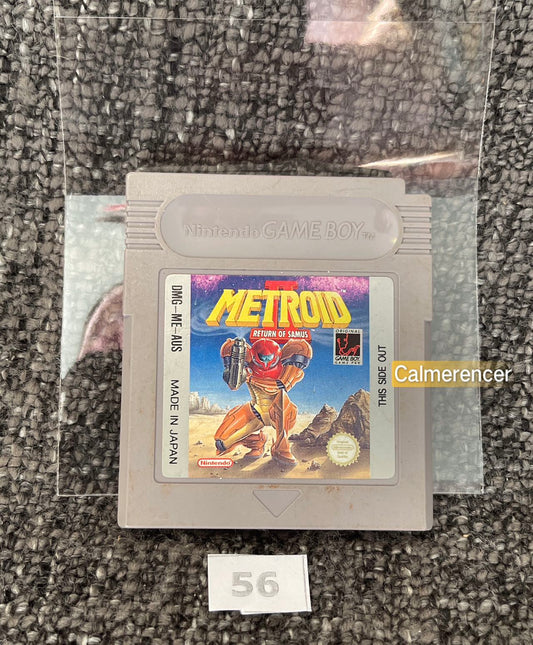 Nintendo GAME BOY TM
DMG-ME-AUS
MADE IN JAPAN
METROID II
RETURN OF SAMUS
ORIGINAL
GAME BOY
Nintendo
THIS SIDE OUT
Calmerencer
56